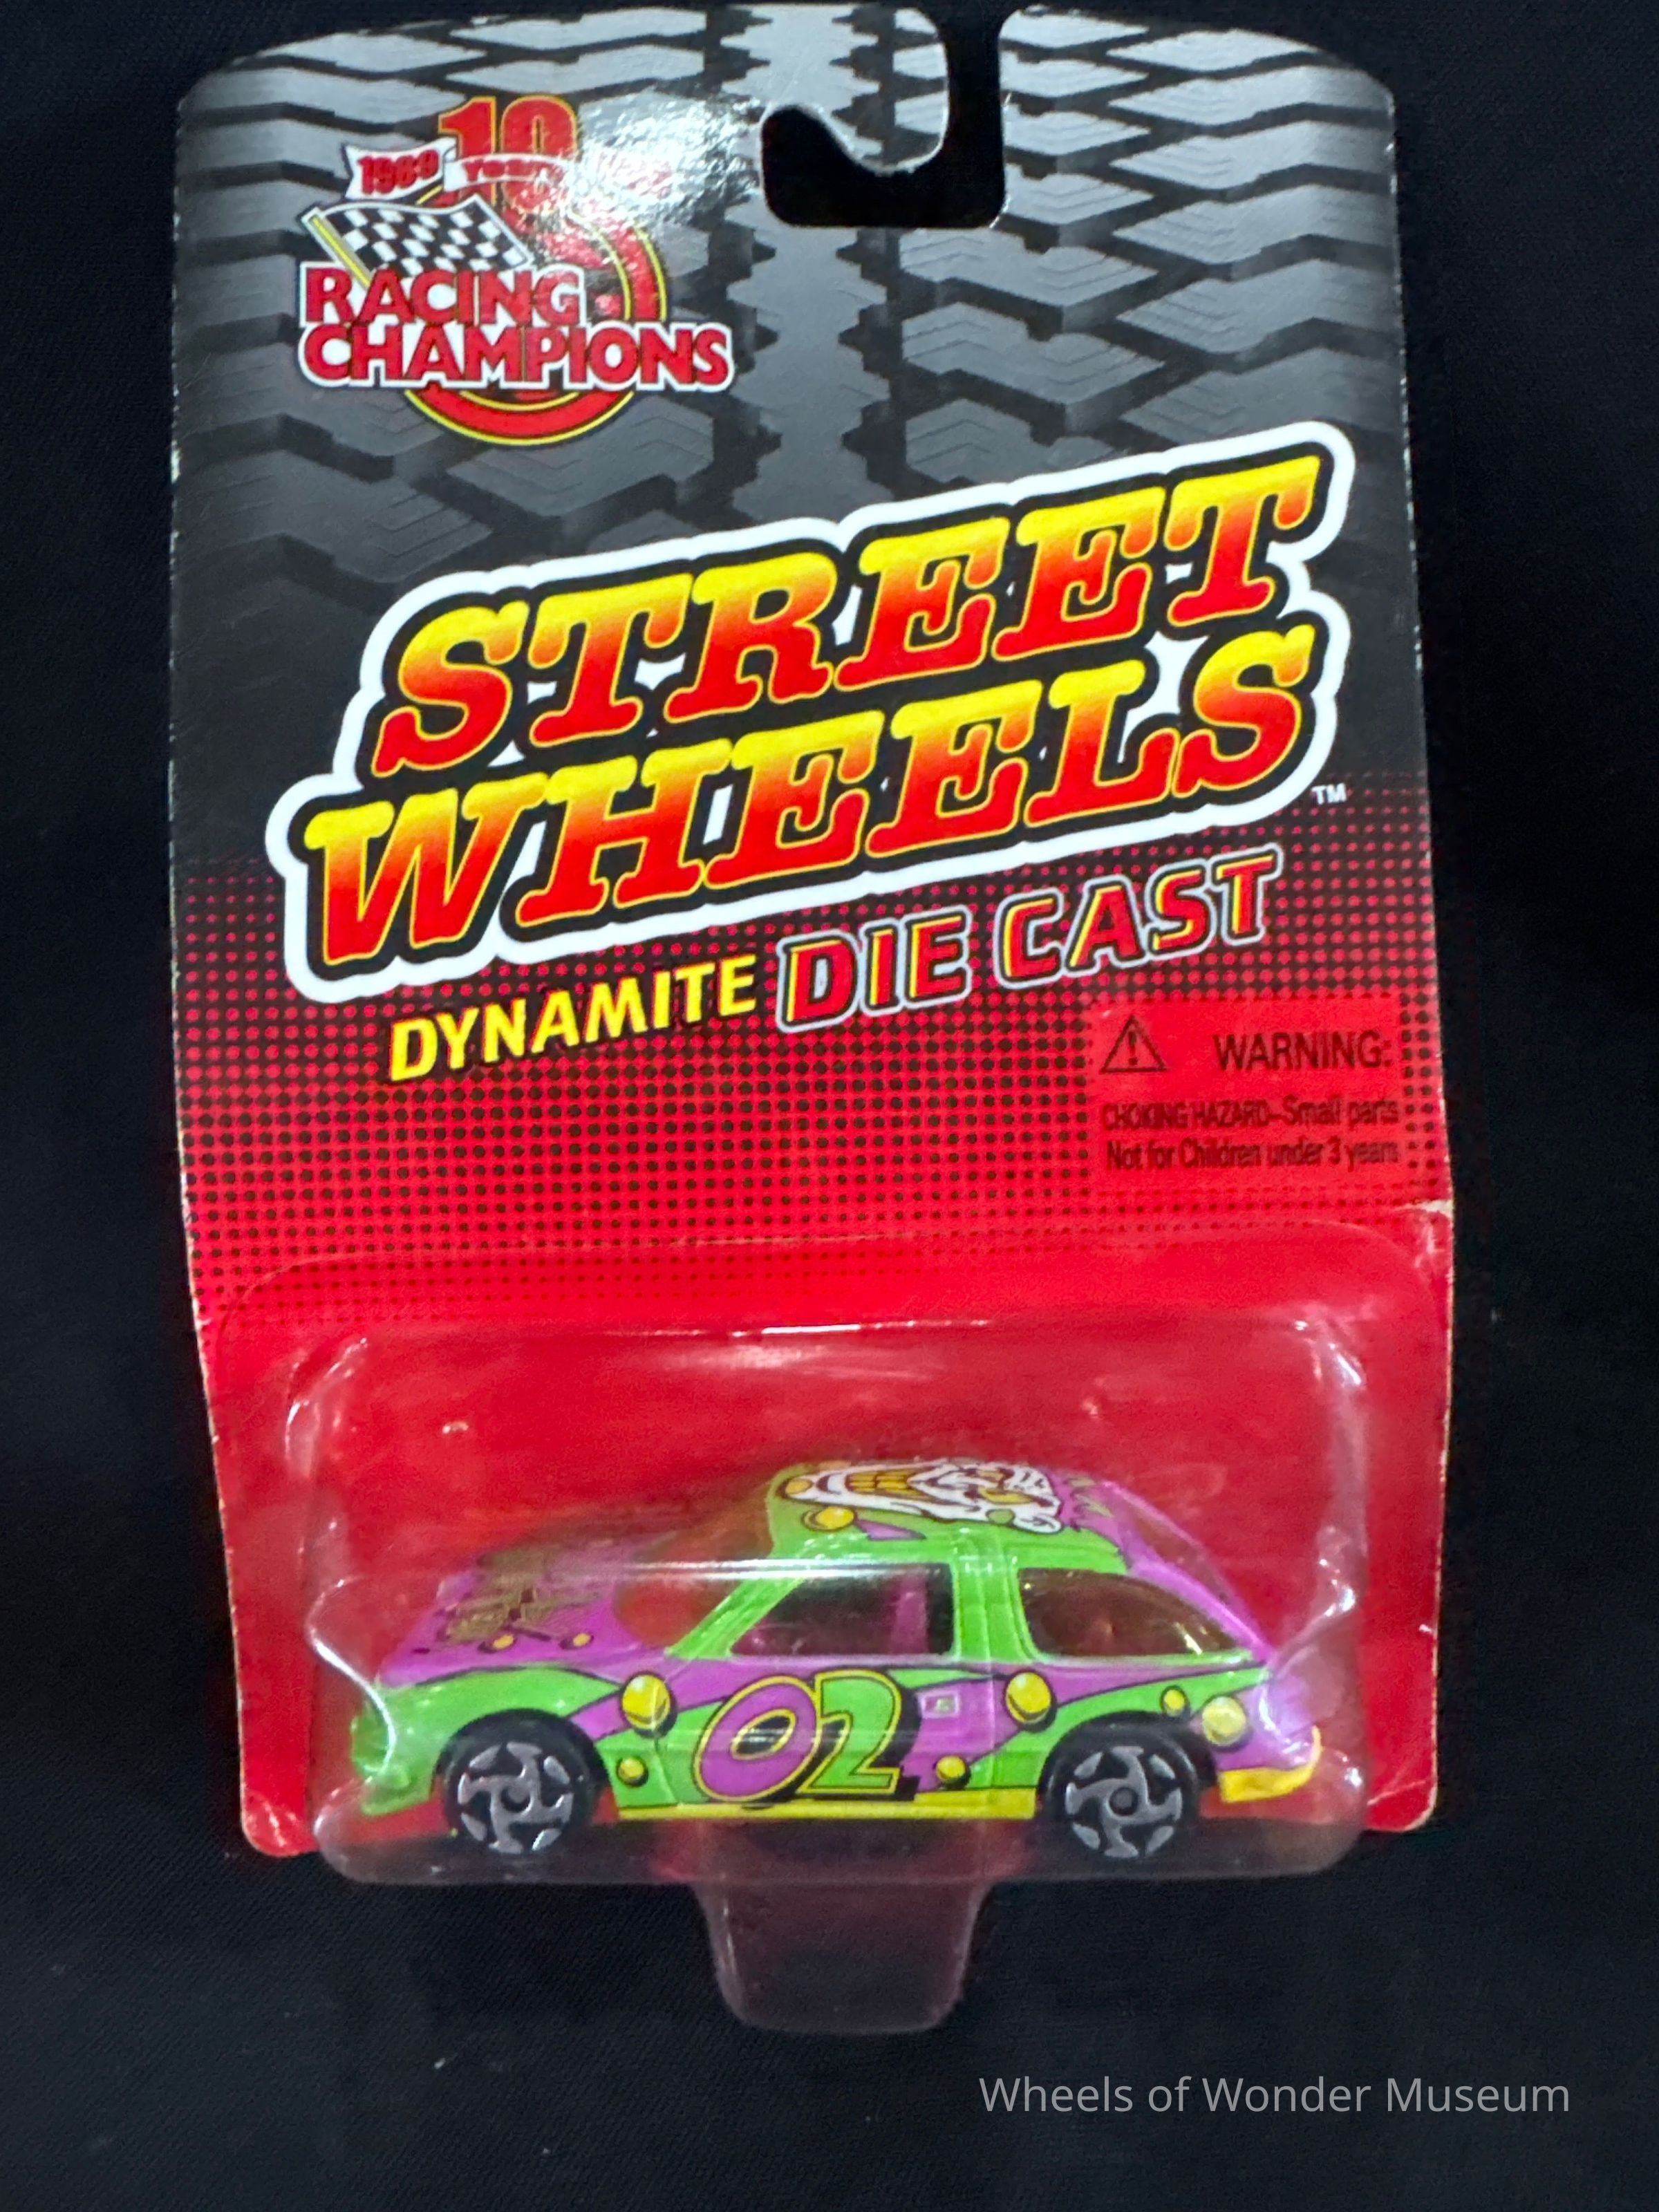 10
1989 YEARS
RACING
CHAMPIONS
STREET
WHEELS
TM
DYNAMITE DIE CAST
WARNING:
CHOKING HAZARD-Small parts
Not for Children under 3 years
02
Wheels of Wonder Museum